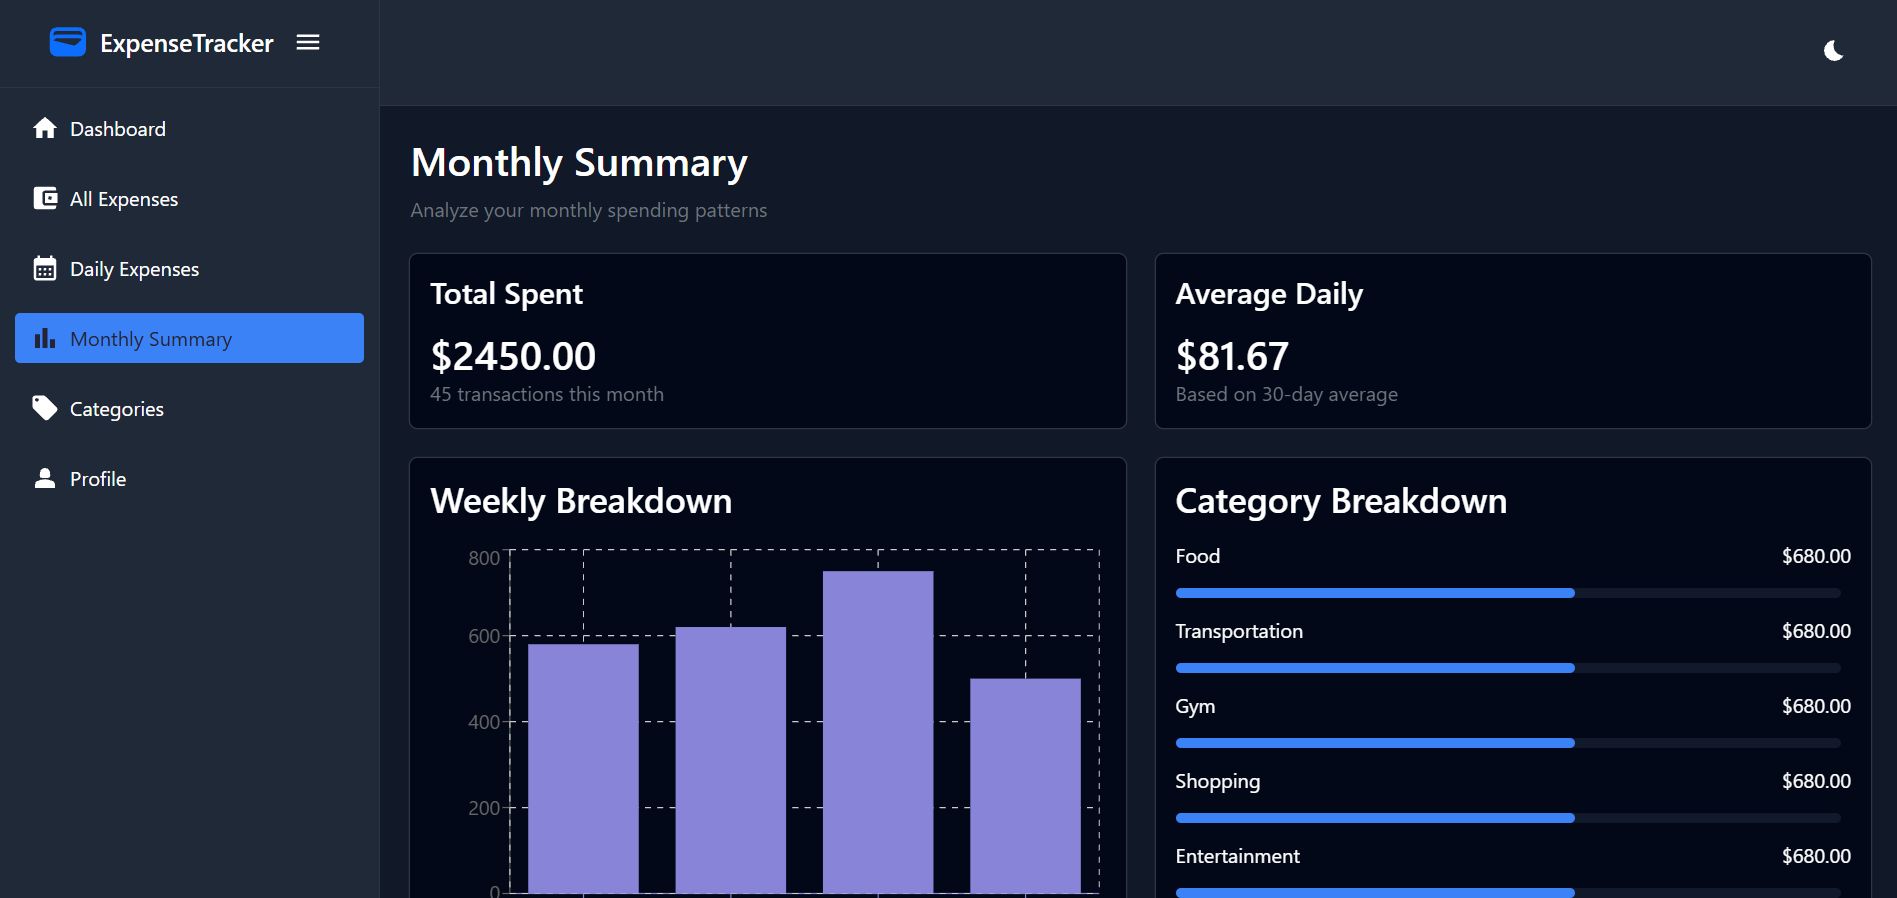 ExpenseTracker
Dashboard
All Expenses
Daily Expenses
Monthly Summary
Categories
Profile
Monthly Summary
Analyze your monthly spending patterns
Total Spent
$2450.00
45 transactions this month
Average Daily
$81.67
Based on 30-day average
Weekly Breakdown
800
600
400
200
0
Category Breakdown
Food $680.00
Transportation $680.00
Gym $680.00
Shopping $680.00
Entertainment $680.00